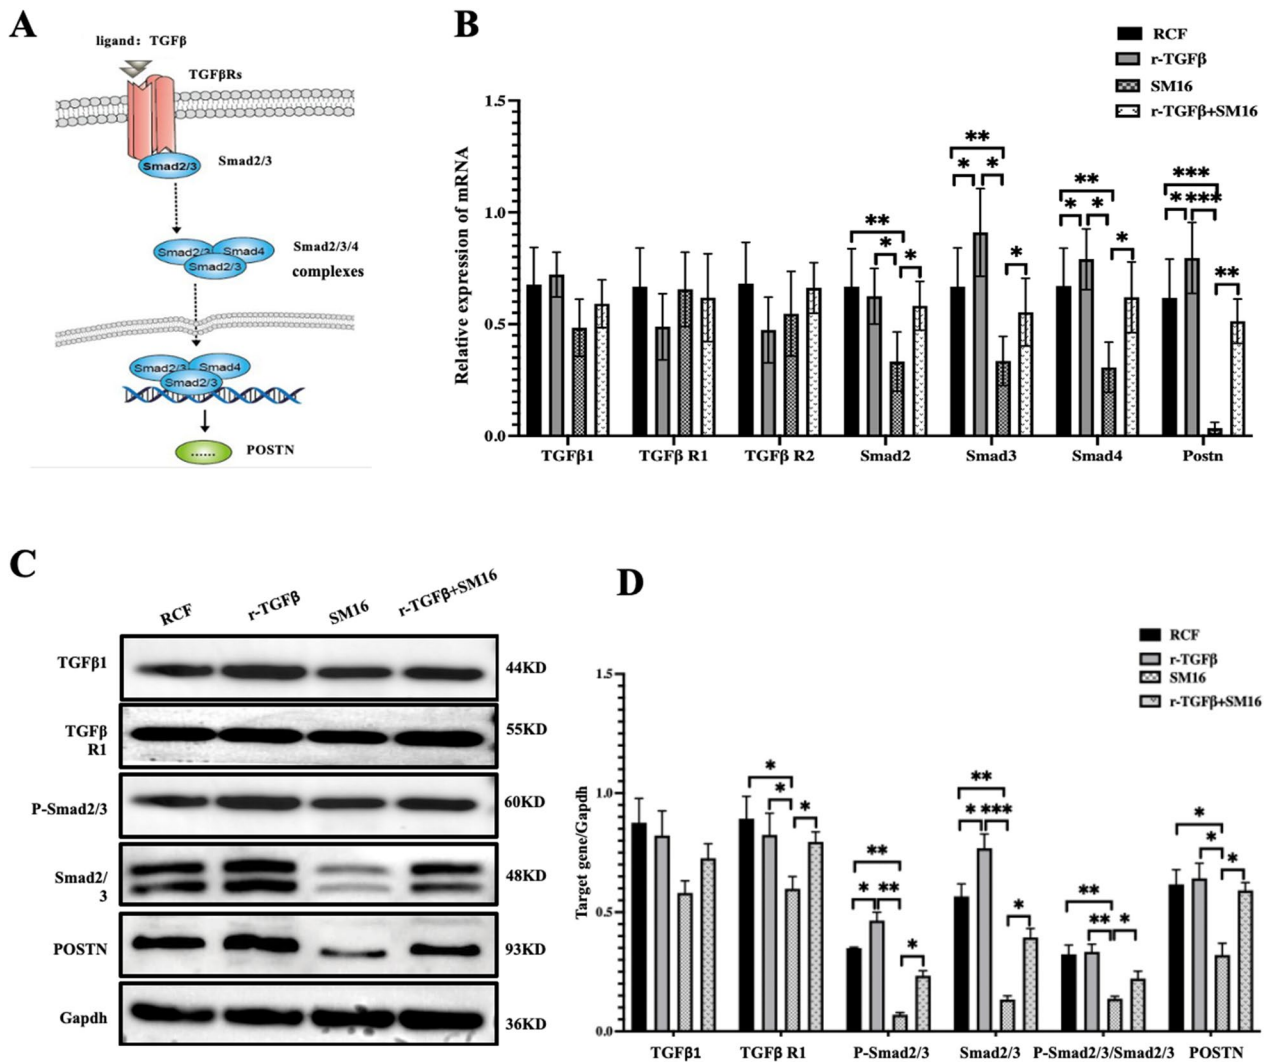 A
ligand: TGFβ
TGFβRs
Smad2/3
Smad2/3
Smad2/3
Smad4
Smad2/3
Smad2/3/4
complexes
Smad2/3
Smad4
Smad2/3
......
POSTN
B
RCF
r-TGFβ
SM16
r-TGFβ+SM16
Relative expression of mRNA
1.5
1.0
0.5
0.0
** * *
** * * *
** * * *
*** * *** **
TGFβ1 TGFβ R1 TGFβ R2 Smad2 Smad3 Smad4 Postn
C
RCF r-TGFβ SM16 r-TGFβ+SM16
TGFβ1 44KD
TGFβ 55KD
R1
P-Smad2/3 60KD
Smad2/ 48KD
3
POSTN 93KD
Gapdh 36KD
D
RCF
r-TGFβ
SM16
r-TGFβ+SM16
Target gene/Gapdh
1.5
1.0
0.5
0.0
* * *
** * ** *
** * *** *
** ** *
* * *
TGFβ1 TGFβ R1 P-Smad2/3 Smad2/3 P-Smad2/3/Smad2/3 POSTN